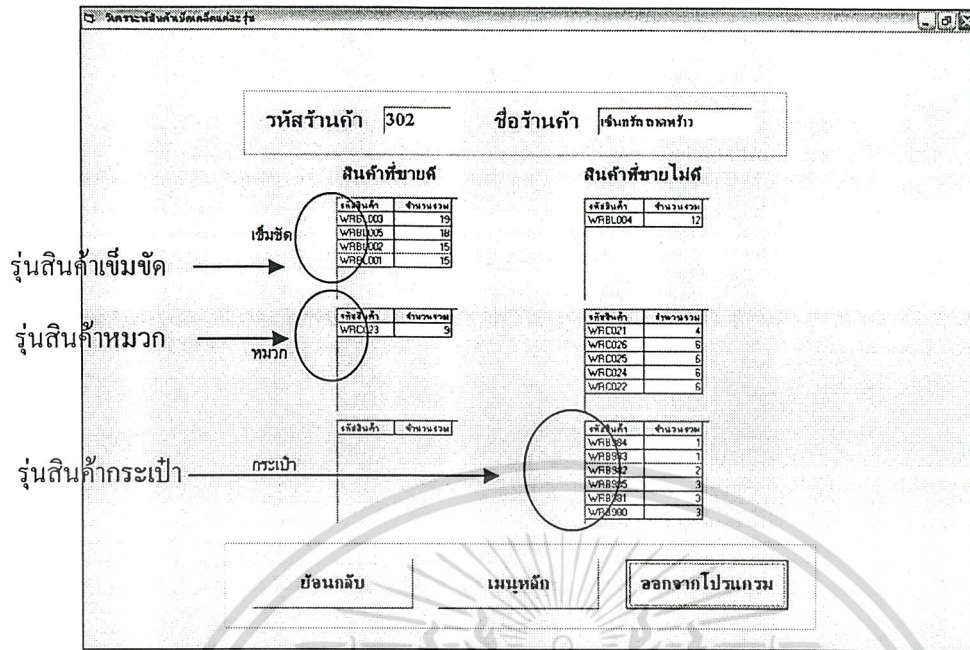 วิเคราะห์สินค้าเบ็ดเตล็ดแต่ละรุ่น
รหัสร้านค้า 302 ชื่อร้านค้า เซ็นทรัลลาดพร้าว
สินค้าที่ขายดี สินค้าที่ขายไม่ดี
รุ่นสินค้าเข็มขัด
เข็มขัด
รหัสสินค้า จำนวนรวม
WRBL003 19
WRBL005 18
WRBL002 15
WRBL001 15
รหัสสินค้า จำนวนรวม
WRBL004 12
รุ่นสินค้าหมวก
หมวก
รหัสสินค้า จำนวนรวม
WRC023 9
รหัสสินค้า จำนวนรวม
WRC021 4
WRC026 6
WRC025 6
WRC024 6
WRC022 6
รุ่นสินค้ากระเป๋า
กระเป๋า
รหัสสินค้า จำนวนรวม
รหัสสินค้า จำนวนรวม
WRB984 1
WRB983 1
WRB982 2
WRB985 3
WRB981 3
WRB980 3
ย้อนกลับ เมนูหลัก ออกจากโปรแกรม